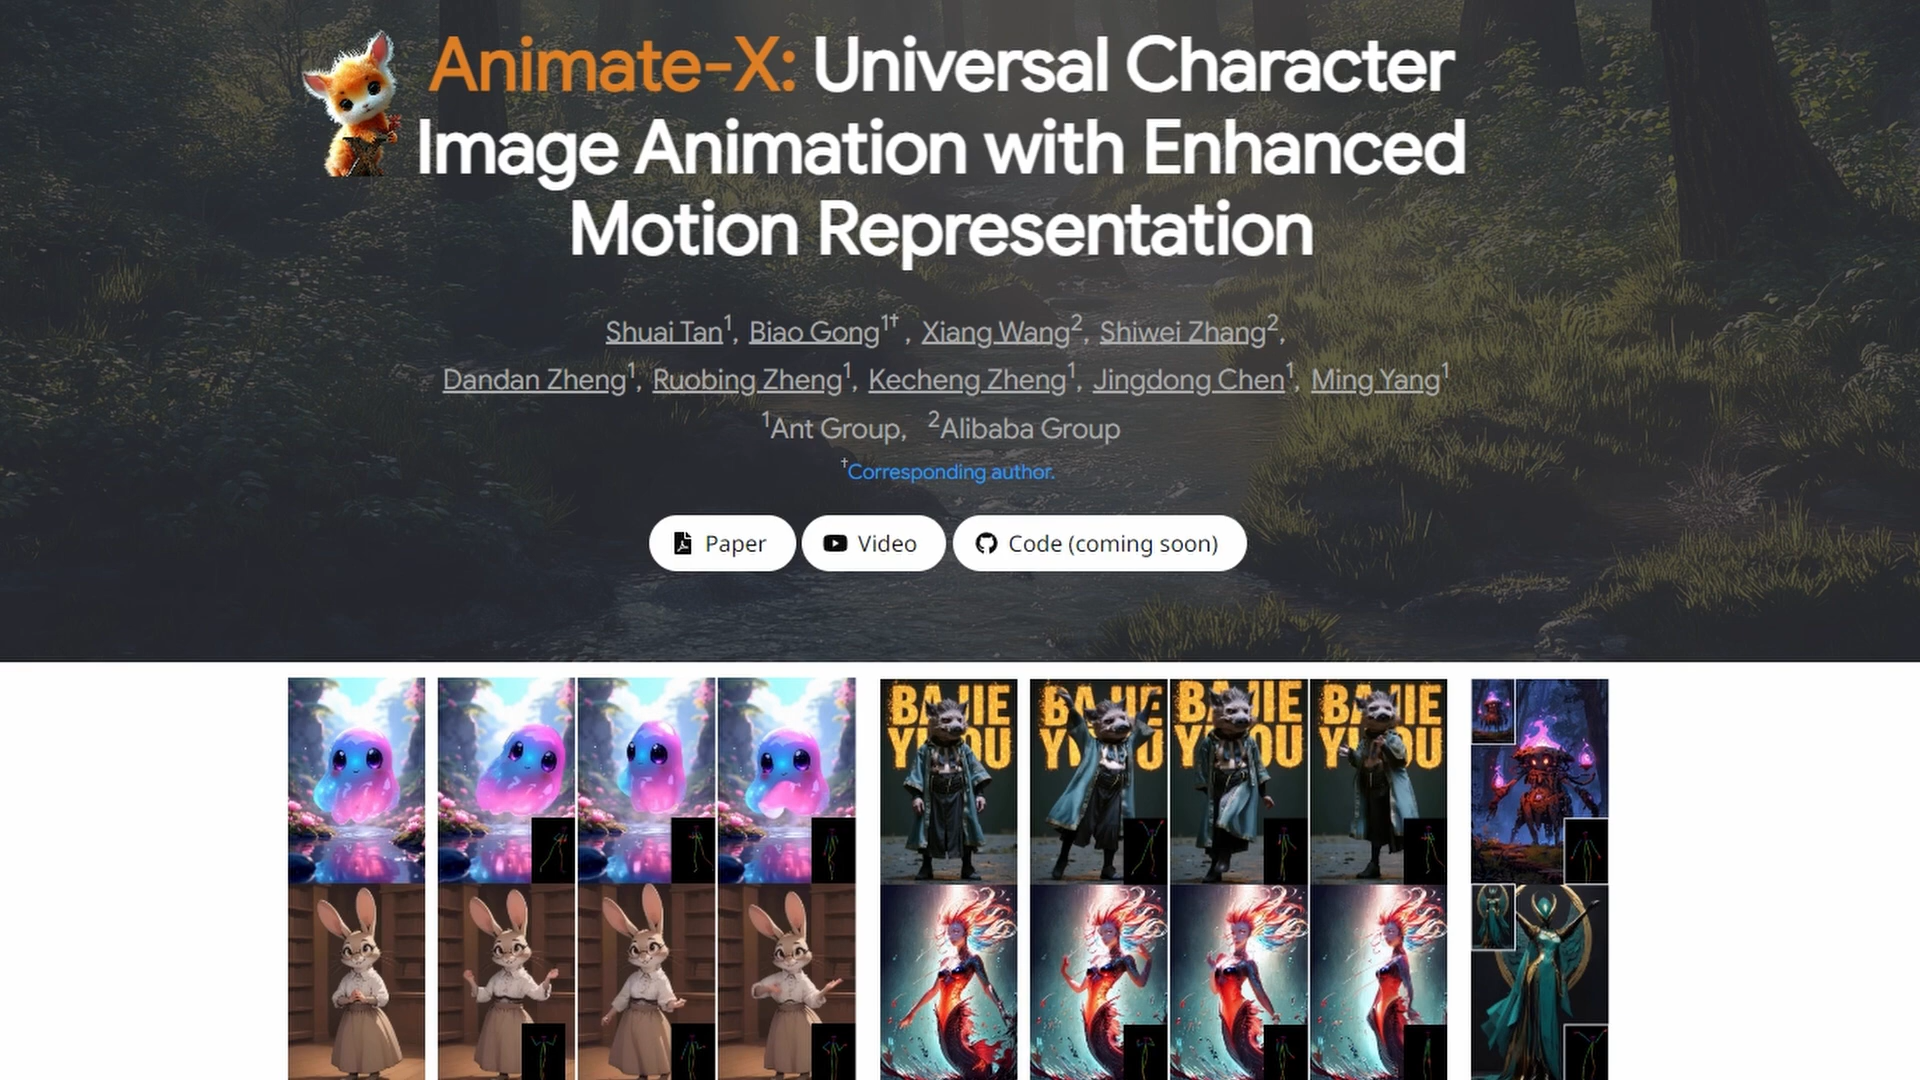 Animate-X: Universal Character
Image Animation with Enhanced
Motion Representation
Shuai Tan¹, Biao Gong¹†, Xiang Wang², Shiwei Zhang²,
Dandan Zheng¹, Ruobing Zheng¹, Kecheng Zheng¹, Jingdong Chen¹, Ming Yang¹
¹Ant Group, ²Alibaba Group
†Corresponding author.
Paper
Video
Code (coming soon)
BAJIE